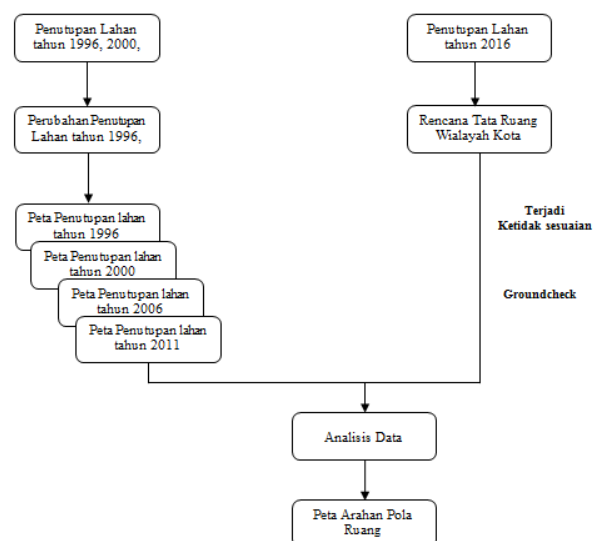 Penutupan Lahan
tahun 1996, 2000,
Perubahan Penutupan
Lahan tahun 1996,
Peta Penutupan lahan
tahun 1996
Peta Penutupan lahan
tahun 2000
Peta Penutupan lahan
tahun 2006
Peta Penutupan lahan
tahun 2011
Penutupan Lahan
tahun 2016
Rencana Tata Ruang
Wialayah Kota
Terjadi
Ketidak sesuaian
Groundcheck
Analisis Data
Peta Arahan Pola
Ruang